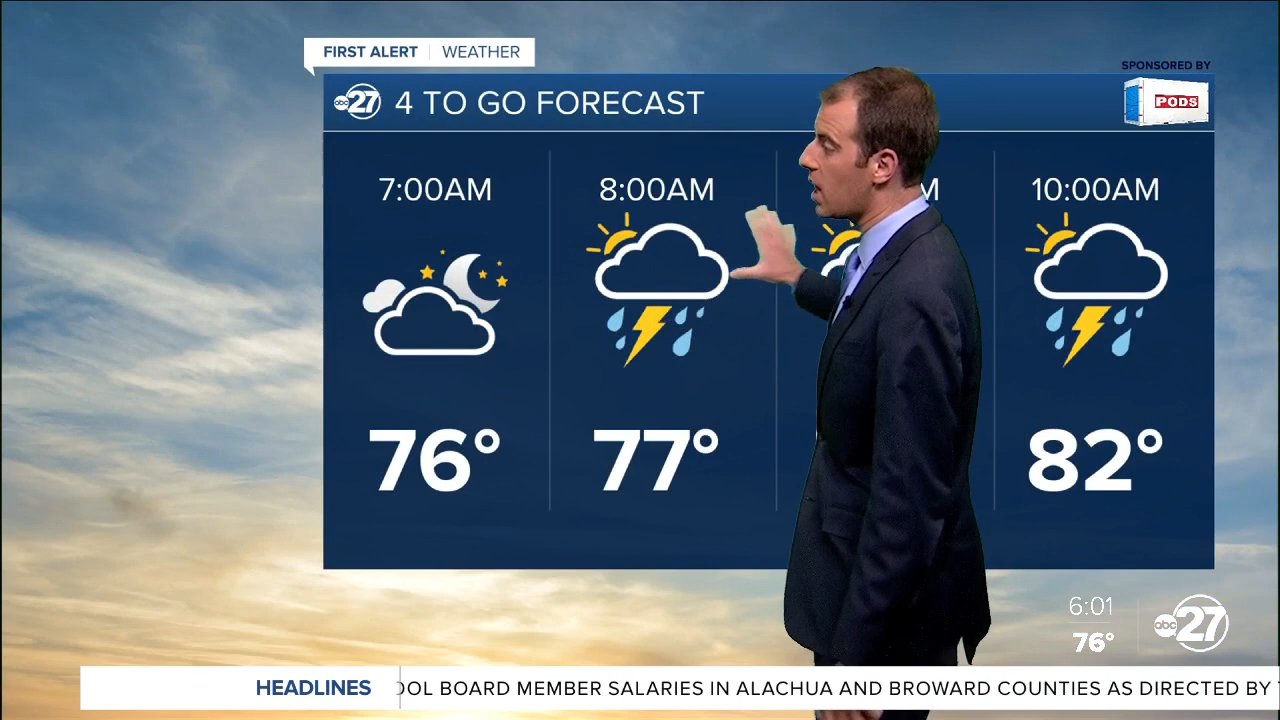 FIRST ALERT WEATHER
SPONSORED BY
abc 27 4 TO GO FORECAST
PODS
7:00AM 8:00AM M 10:00AM
76° 77° 82°
6:01
76°
abc 27
HEADLINES OOL BOARD MEMBER SALARIES IN ALACHUA AND BROWARD COUNTIES AS DIRECTED BY